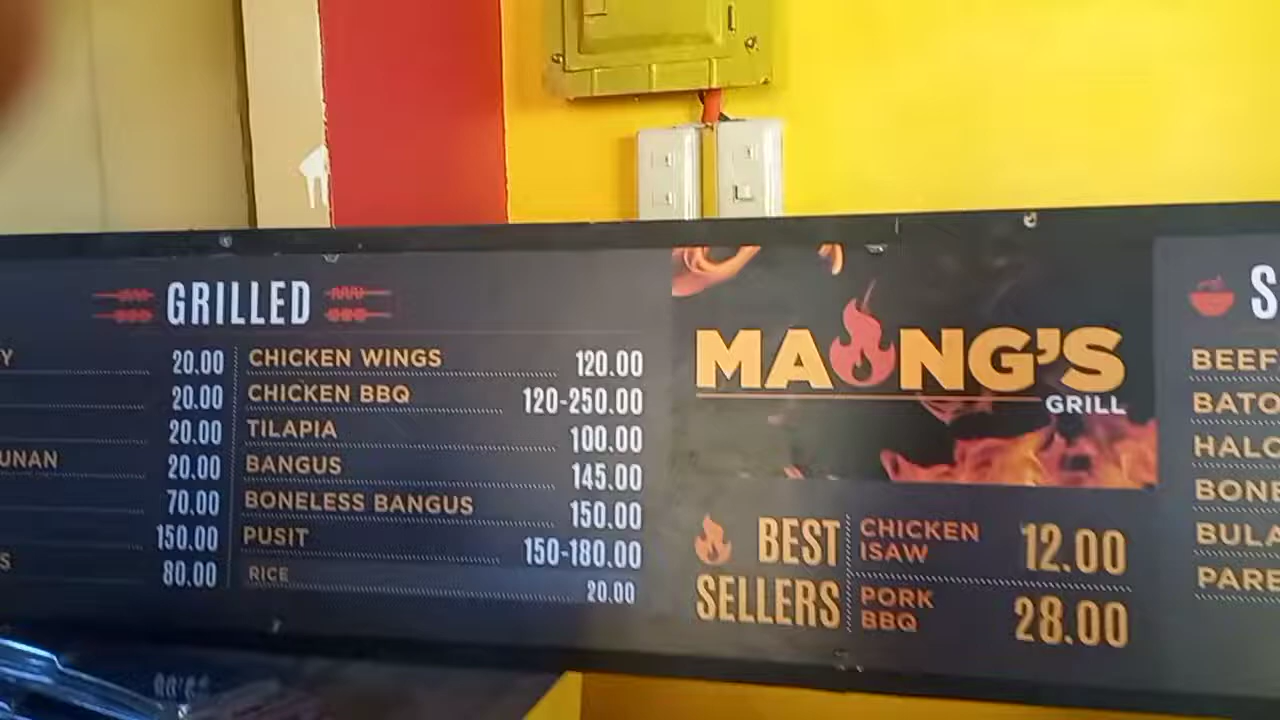 GRILLED
Y 20.00
20.00
20.00
UNAN 20.00
70.00
150.00
S 80.00
CHICKEN WINGS 120.00
CHICKEN BBQ 120-250.00
TILAPIA 100.00
BANGUS 145.00
BONELESS BANGUS 150.00
PUSIT 150-180.00
RICE 20.00
MAONG'S
GRILL
BEST
SELLERS
CHICKEN
ISAW 12.00
PORK
BBQ 28.00
S
BEEF
BATO
HALO
BONE
BULA
PARE